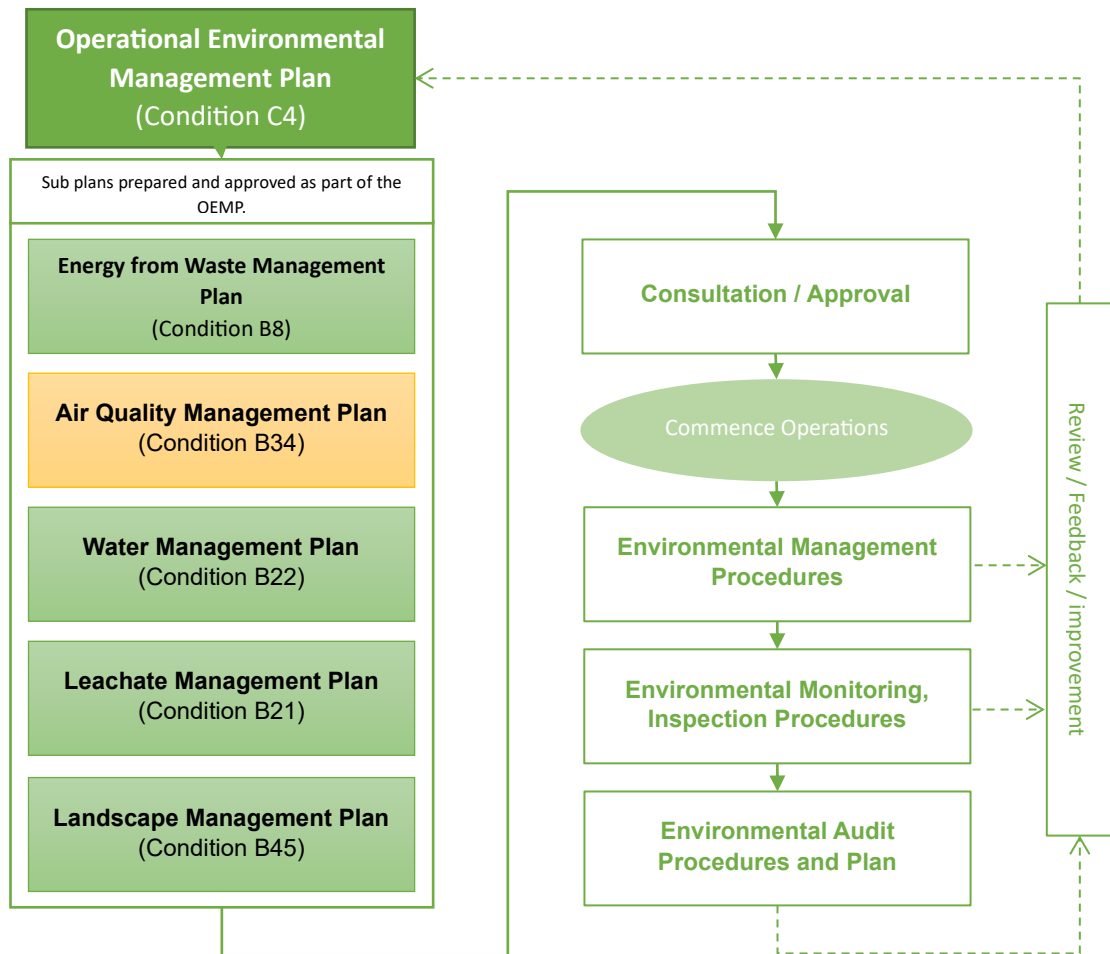 Operational Environmental
Management Plan
(Condition C4)
Sub plans prepared and approved as part of the
OEMP.
Energy from Waste Management
Plan
(Condition B8)
Air Quality Management Plan
(Condition B34)
Water Management Plan
(Condition B22)
Leachate Management Plan
(Condition B21)
Landscape Management Plan
(Condition B45)
Consultation / Approval
Commence Operations
Environmental Management
Procedures
Environmental Monitoring,
Inspection Procedures
Environmental Audit
Procedures and Plan
Review / Feedback / improvement